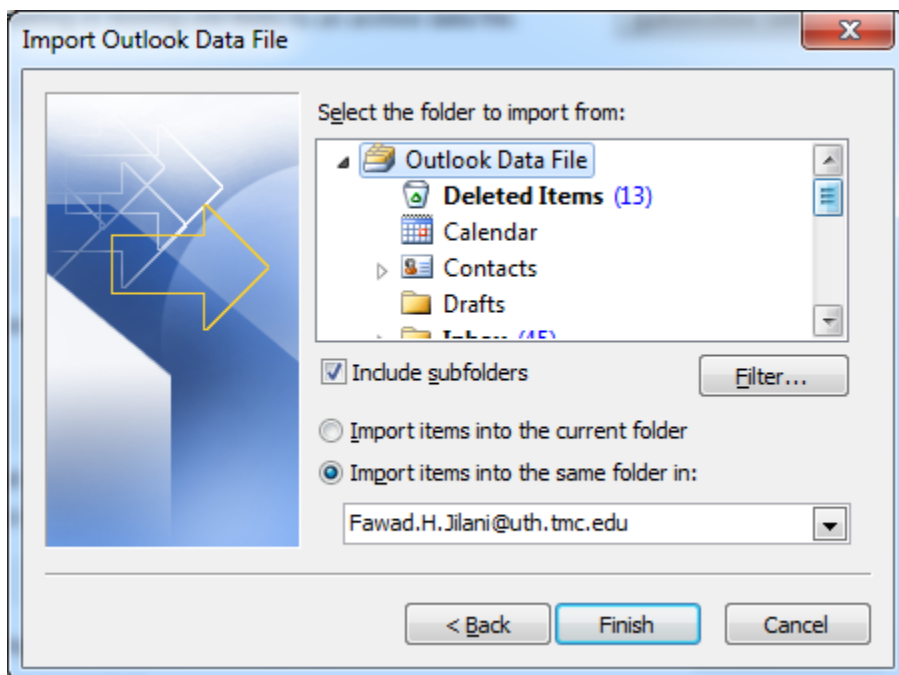 Import Outlook Data File
Select the folder to import from:
Outlook Data File
Deleted Items (13)
Calendar
Contacts
Drafts
Inbox (45)
Include subfolders
Filter...
Import items into the current folder
Import items into the same folder in:
Fawad.H.Jilani@uth.tmc.edu
< Back
Finish
Cancel